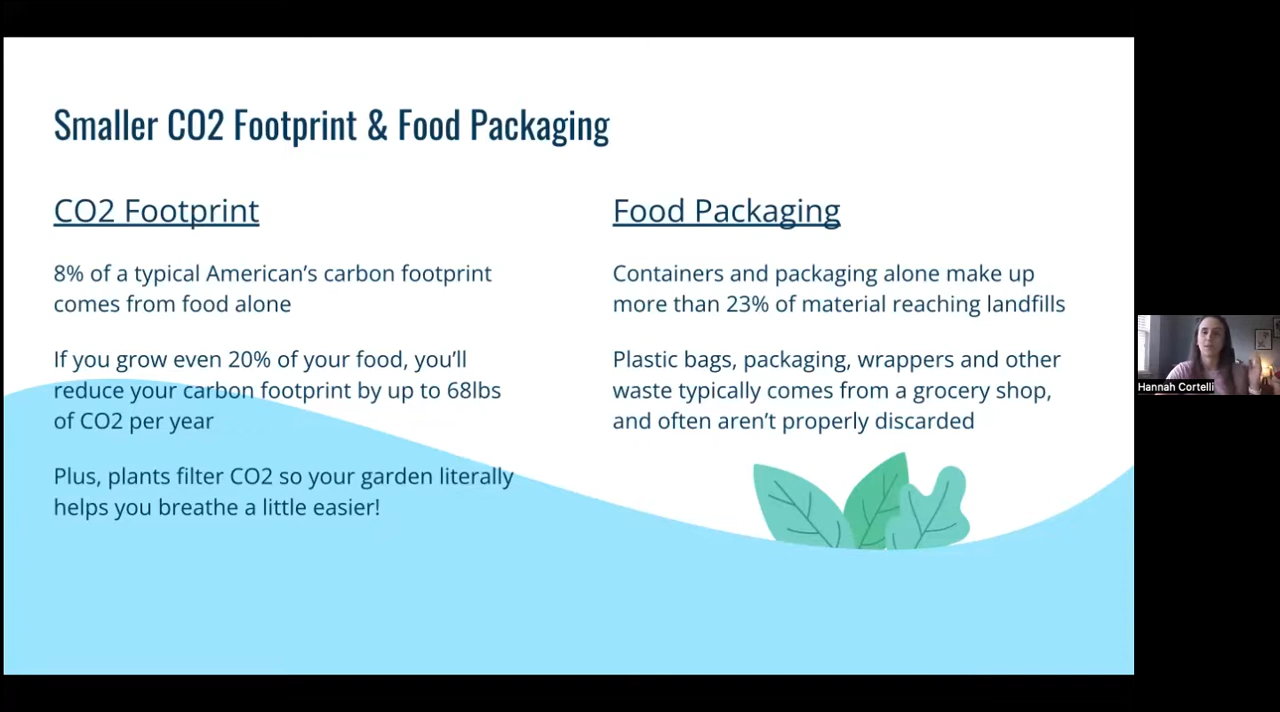 Smaller CO2 Footprint & Food Packaging
CO2 Footprint
8% of a typical American’s carbon footprint
comes from food alone
If you grow even 20% of your food, you’ll
reduce your carbon footprint by up to 68lbs
of CO2 per year
Plus, plants filter CO2 so your garden literally
helps you breathe a little easier!
Food Packaging
Containers and packaging alone make up
more than 23% of material reaching landfills
Plastic bags, packaging, wrappers and other
waste typically comes from a grocery shop,
and often aren’t properly discarded
Hannah Cortelli